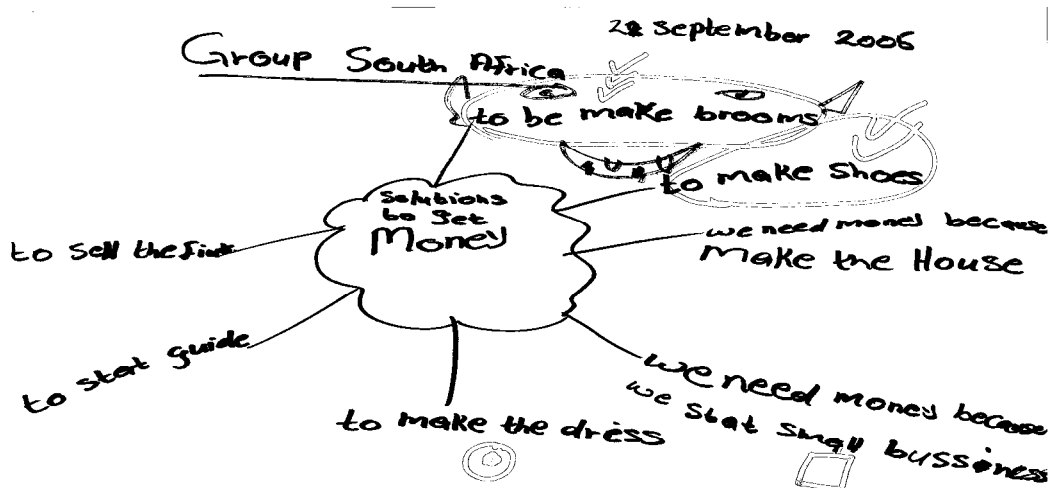 22 September 2006
Group South Africa
to be make brooms
to make shoes
Solutions
to get
Money
we need money because
Make the House
to sell the
to start guide
we need money because
we stat small bussiness
to make the dress